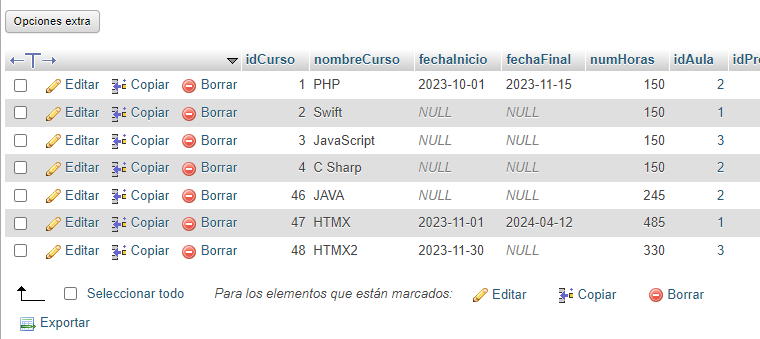 Opciones extra
idCurso nombreCurso fechaInicio fechaFinal numHoras idAula idPr
Editar Copiar Borrar 1 PHP 2023-10-01 2023-11-15 150 2
Editar Copiar Borrar 2 Swift NULL NULL 150 1
Editar Copiar Borrar 3 JavaScript NULL NULL 150 3
Editar Copiar Borrar 4 C Sharp NULL NULL 150 2
Editar Copiar Borrar 46 JAVA NULL NULL 245 2
Editar Copiar Borrar 47 HTMX 2023-11-01 2024-04-12 485 1
Editar Copiar Borrar 48 HTMX2 2023-11-30 NULL 330 3
Seleccionar todo Para los elementos que están marcados: Editar Copiar Borrar
Exportar